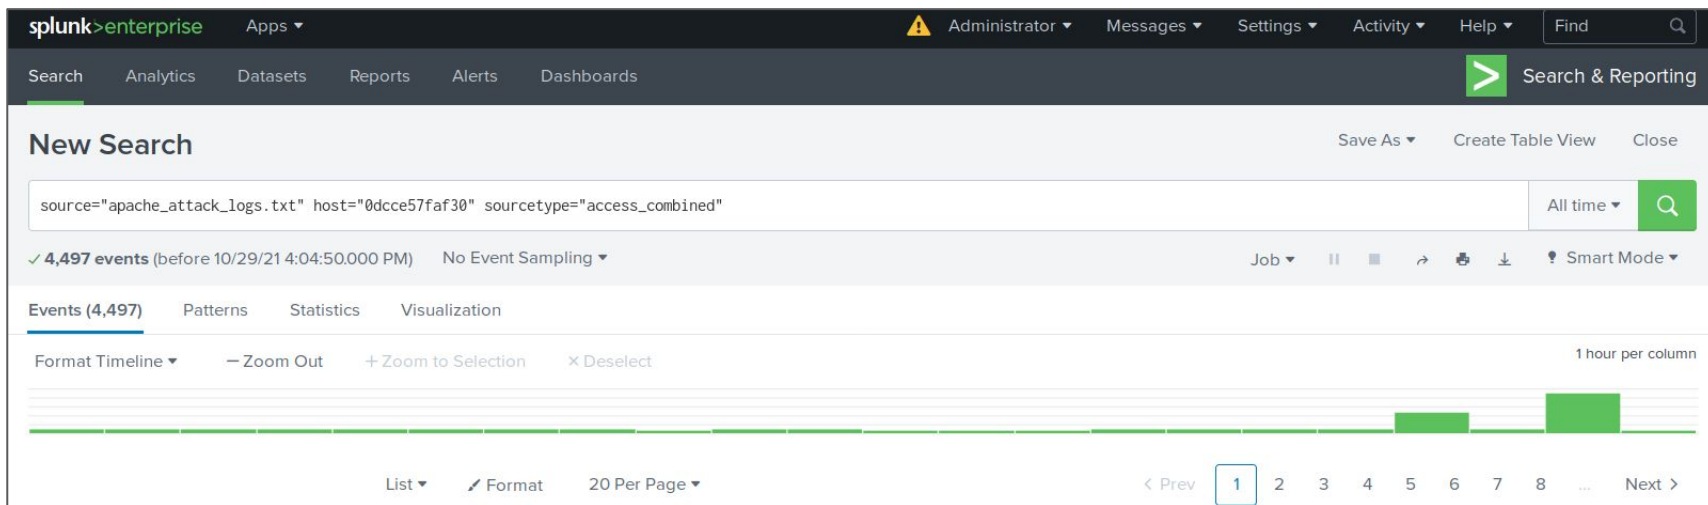 splunk>enterprise Apps Administrator Messages Settings Activity Help Find
Search Analytics Datasets Reports Alerts Dashboards > Search & Reporting
New Search Save As Create Table View Close
source="apache_attack_logs.txt" host="0dcce57faf30" sourcetype="access_combined" All time
4,497 events (before 10/29/21 4:04:50.000 PM) No Event Sampling Job Smart Mode
Events (4,497) Patterns Statistics Visualization
Format Timeline — Zoom Out + Zoom to Selection × Deselect 1 hour per column
List Format 20 Per Page < Prev 1 2 3 4 5 6 7 8 ... Next >